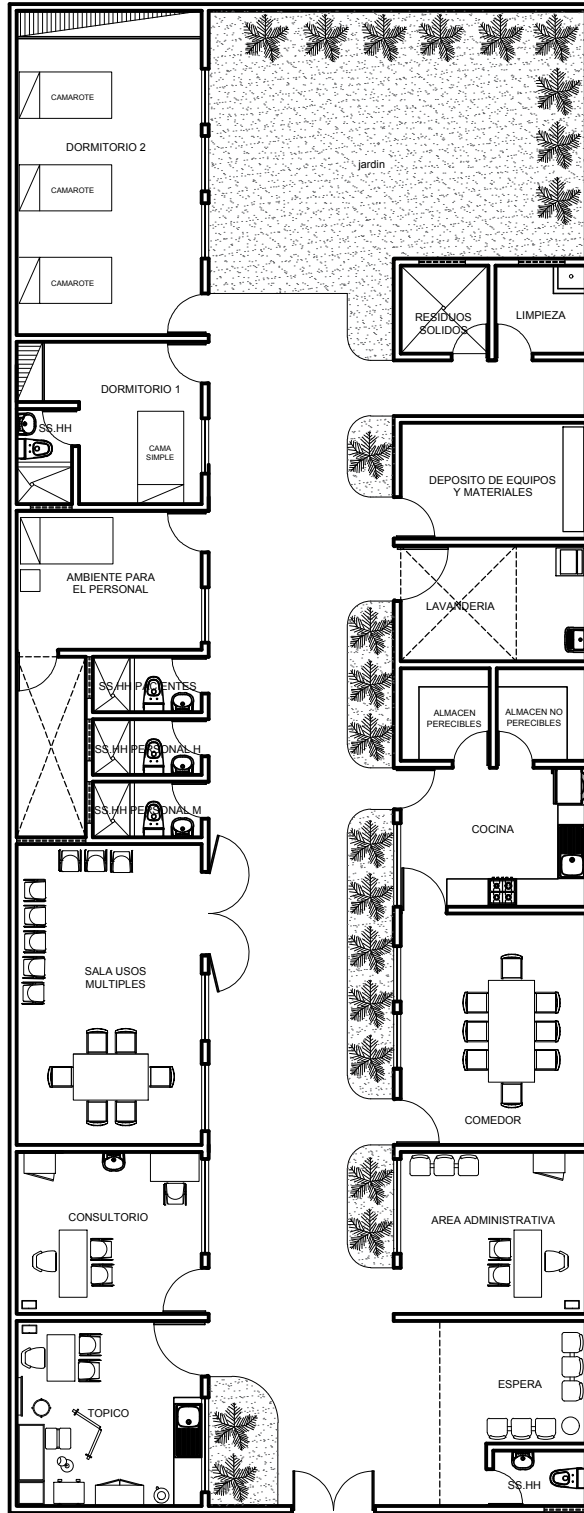 CAMAROTE
DORMITORIO 2
CAMAROTE
CAMAROTE
jardin
RESIDUOS
SOLIDOS
LIMPIEZA
DORMITORIO 1
SS.HH
CAMA
SIMPLE
DEPOSITO DE EQUIPOS
Y MATERIALES
AMBIENTE PARA
EL PERSONAL
LAVANDERIA
SS.HH PACIENTES
SS.HH PERSONAL H
SS.HH PERSONAL M
ALMACEN
PERECIBLES
ALMACEN NO
PERECIBLES
COCINA
SALA USOS
MULTIPLES
COMEDOR
CONSULTORIO
AREA ADMINISTRATIVA
TOPICO
ESPERA
SS.HH